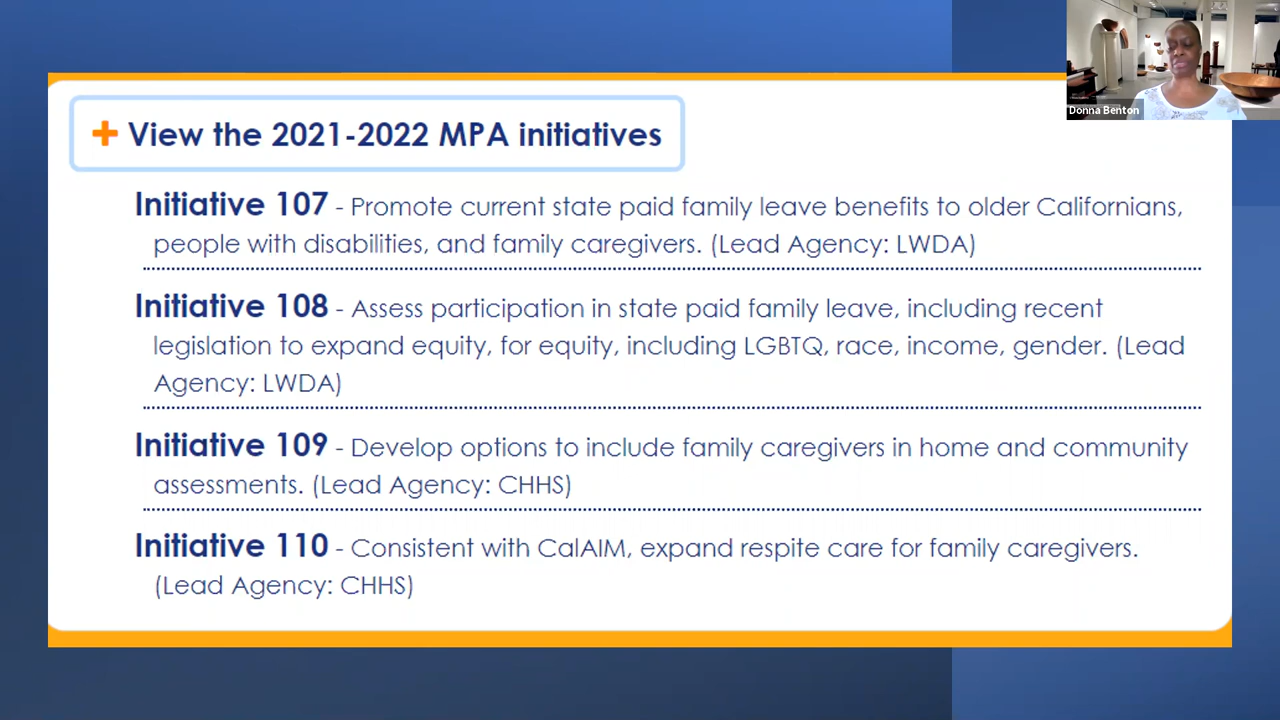 Donna Benton
+ View the 2021-2022 MPA initiatives
Initiative 107 - Promote current state paid family leave benefits to older Californians,
people with disabilities, and family caregivers. (Lead Agency: LWDA)
Initiative 108 - Assess participation in state paid family leave, including recent
legislation to expand equity, for equity, including LGBTQ, race, income, gender. (Lead
Agency: LWDA)
Initiative 109 - Develop options to include family caregivers in home and community
assessments. (Lead Agency: CHHS)
Initiative 110 - Consistent with CalAIM, expand respite care for family caregivers.
(Lead Agency: CHHS)